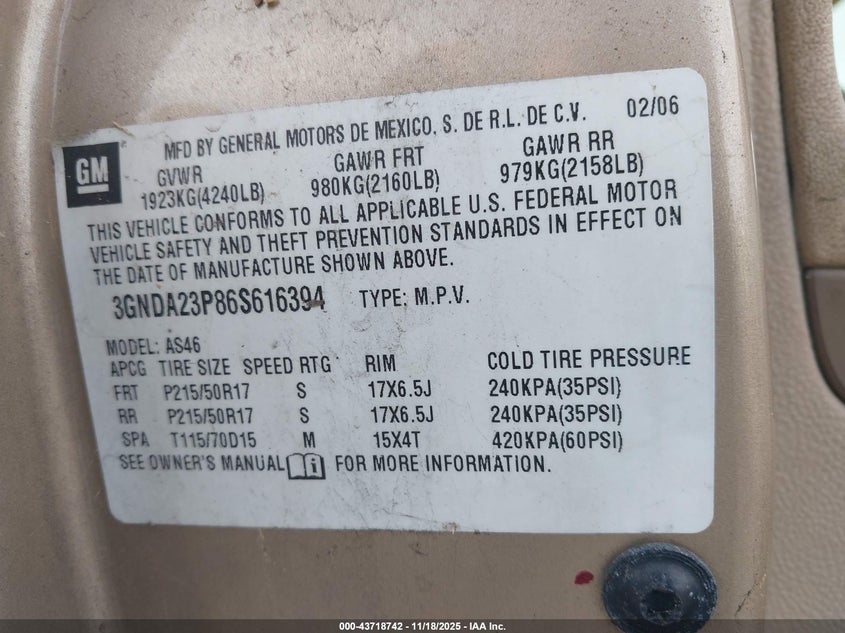 GM
MFD BY GENERAL MOTORS DE MEXICO, S. DE R.L. DE C.V. 02/06
GVWR GAWR FRT GAWR RR
1923KG(4240LB) 980KG(2160LB) 979KG(2158LB)
THIS VEHICLE CONFORMS TO ALL APPLICABLE U.S. FEDERAL MOTOR
VEHICLE SAFETY AND THEFT PREVENTION STANDARDS IN EFFECT ON
THE DATE OF MANUFACTURE SHOWN ABOVE.
3GNDA23P86S616394 TYPE: M.P.V.
MODEL: AS46
APCG TIRE SIZE SPEED RTG RIM COLD TIRE PRESSURE
FRT P215/50R17 S 17X6.5J 240KPA(35PSI)
RR P215/50R17 S 17X6.5J 240KPA(35PSI)
SPA T115/70D15 M 15X4T 420KPA(60PSI)
SEE OWNER'S MANUAL i FOR MORE INFORMATION.
000-43718742 - 11/18/2025 - IAA Inc.